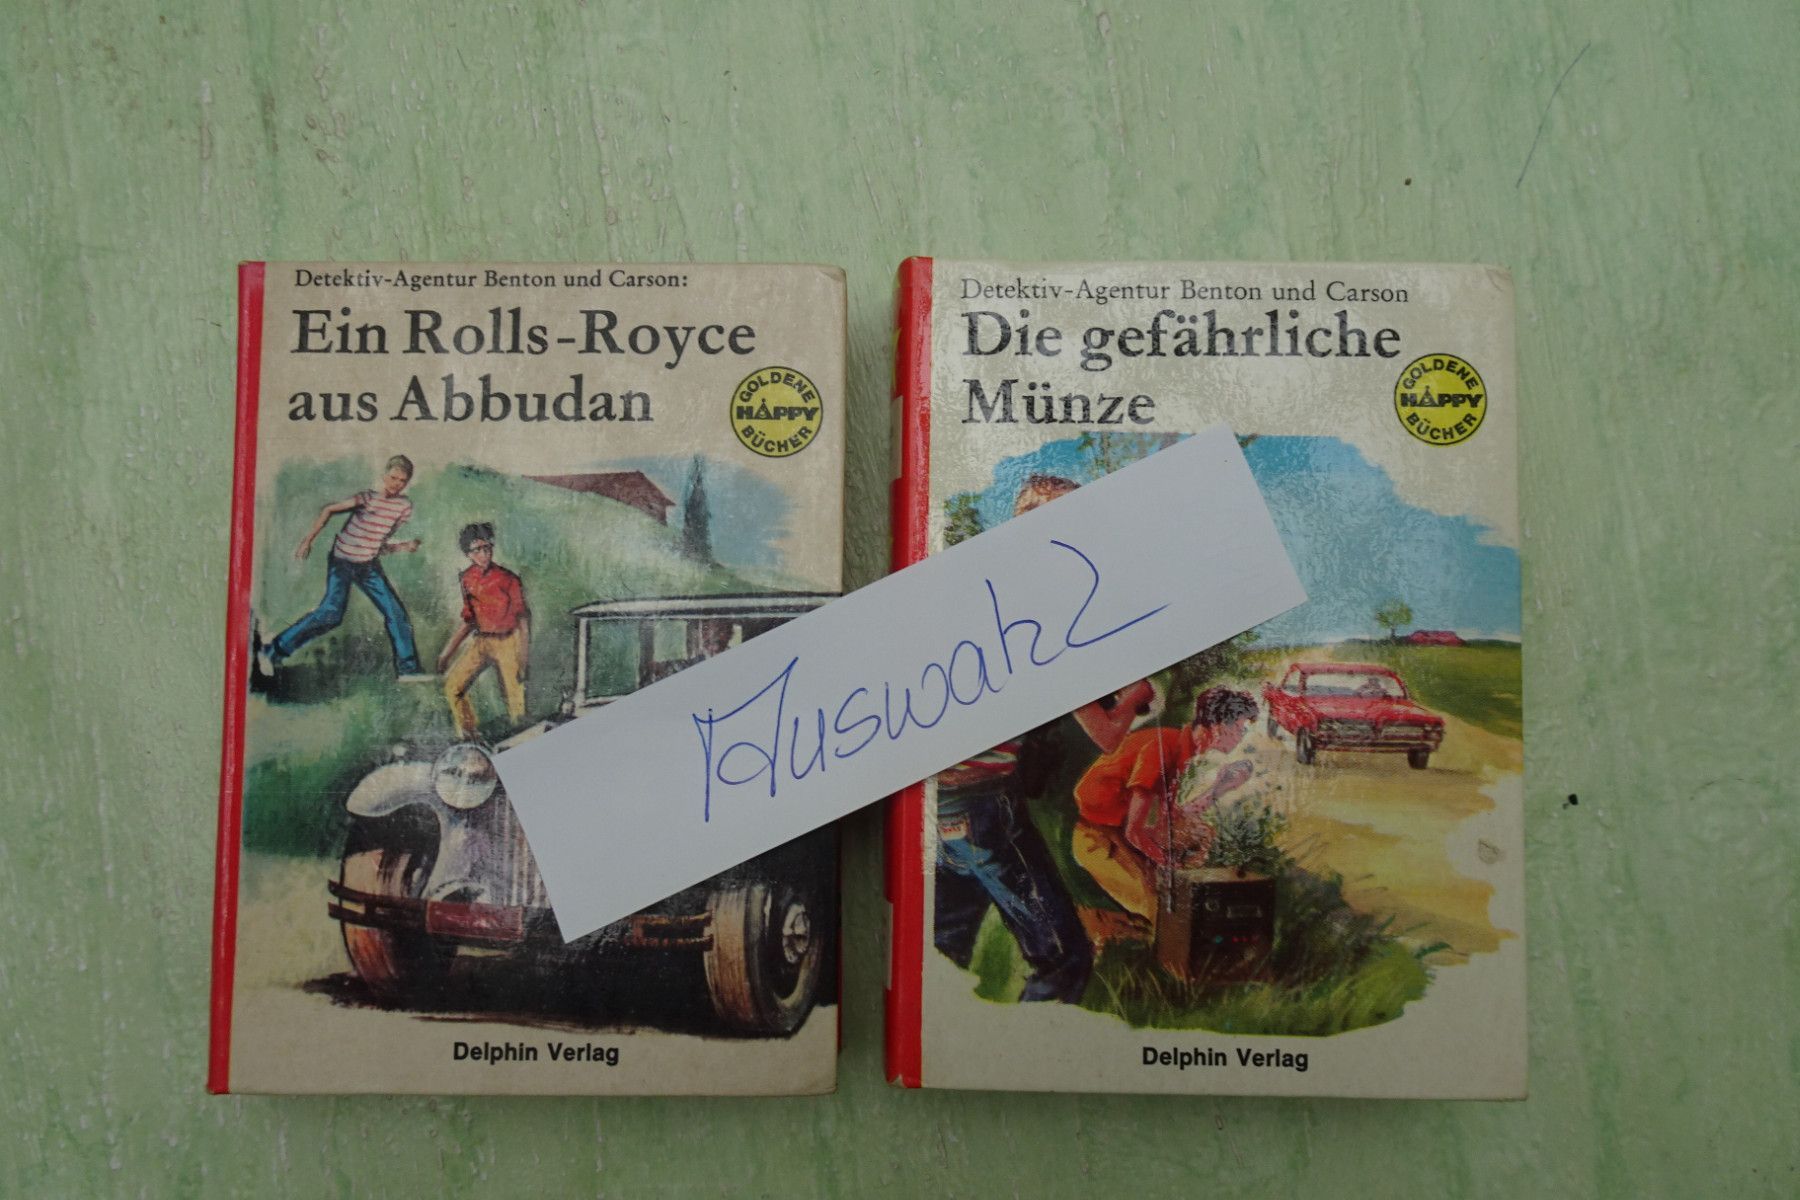 Detektiv-Agentur Benton und Carson:
Ein Rolls-Royce
aus Abbudan
GOLDENE
HAPPY
BÜCHER
Delphin Verlag
Detektiv-Agentur Benton und Carson
Die gefährliche
Münze
GOLDENE
HAPPY
BÜCHER
Delphin Verlag
Auswahl